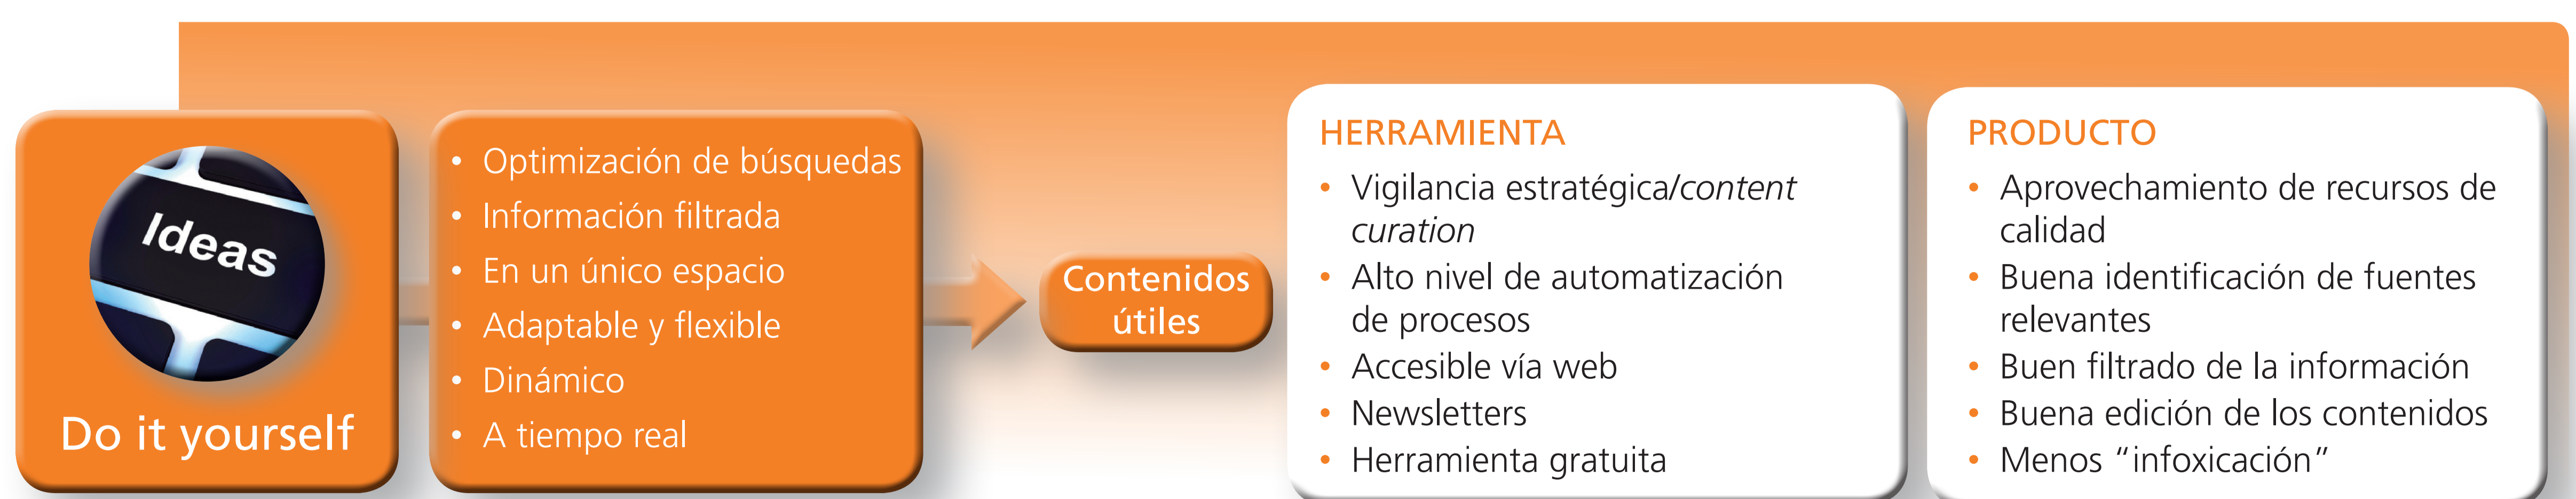 Ideas
Do it yourself
• Optimización de búsquedas
• Información filtrada
• En un único espacio
• Adaptable y flexible
• Dinámico
• A tiempo real
Contenidos
útiles
HERRAMIENTA
• Vigilancia estratégica/content
curation
• Alto nivel de automatización
de procesos
• Accesible vía web
• Newsletters
• Herramienta gratuita
PRODUCTO
• Aprovechamiento de recursos de
calidad
• Buena identificación de fuentes
relevantes
• Buen filtrado de la información
• Buena edición de los contenidos
• Menos “infoxicación”